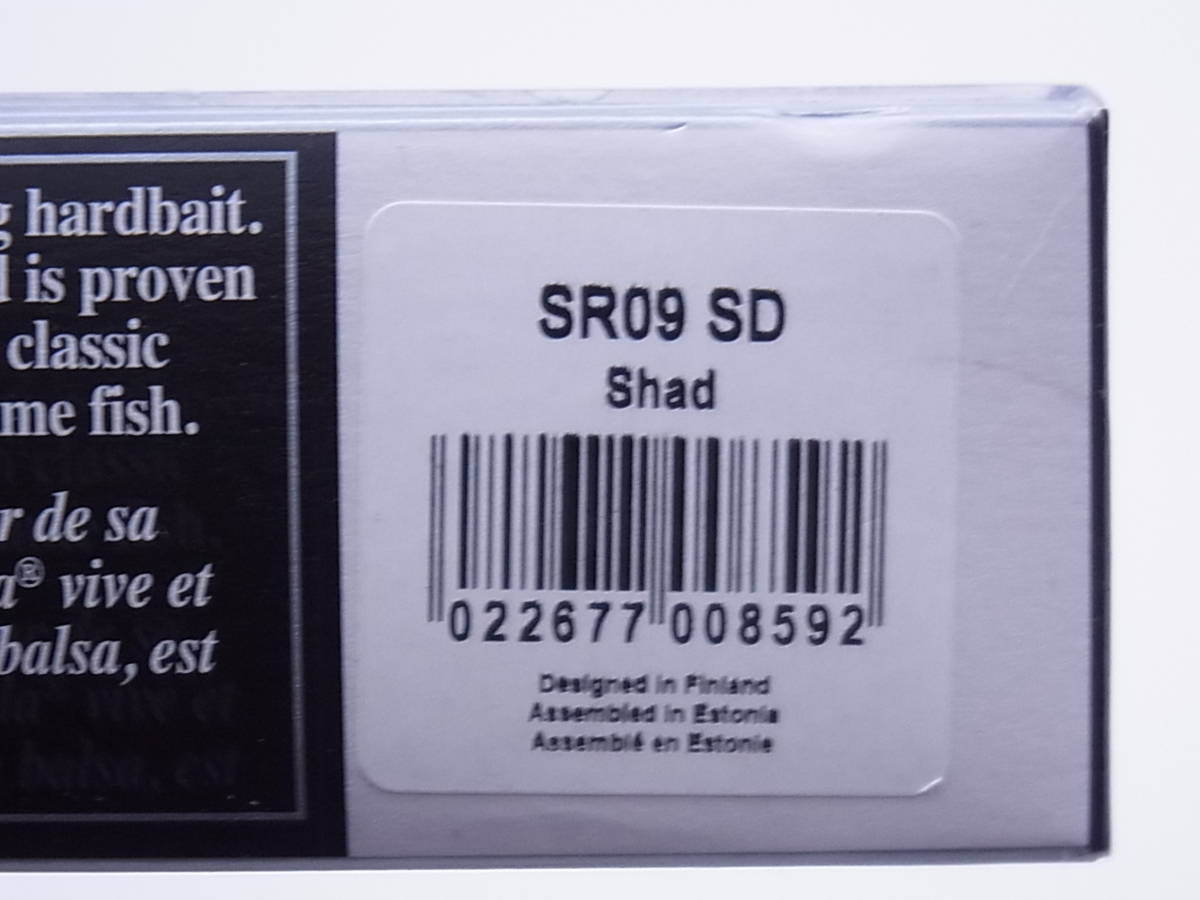 hardbait.
is proven
classic
me fish.
r de sa
a® vive et
balsa, est
SR09 SD
Shad
022677 008592
Designed in Finland
Assembled in Estonia
Assemblé en Estonie